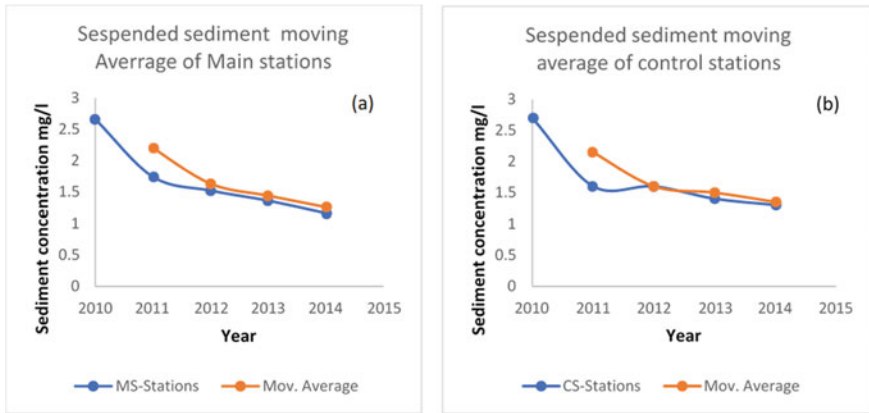 Sespended sediment moving
Averrage of Main stations
(a)
Sediment concentration mg/l
3
2.5
2
1.5
1
0.5
0
2010 2011 2012 2013 2014 2015
Year
MS-Stations Mov. Average
Sespended sediment moving
average of control stations
(b)
Sediment concentration mg/l
3
2.5
2
1.5
1
0.5
0
2010 2011 2012 2013 2014 2015
Year
CS-Stations Mov. Average